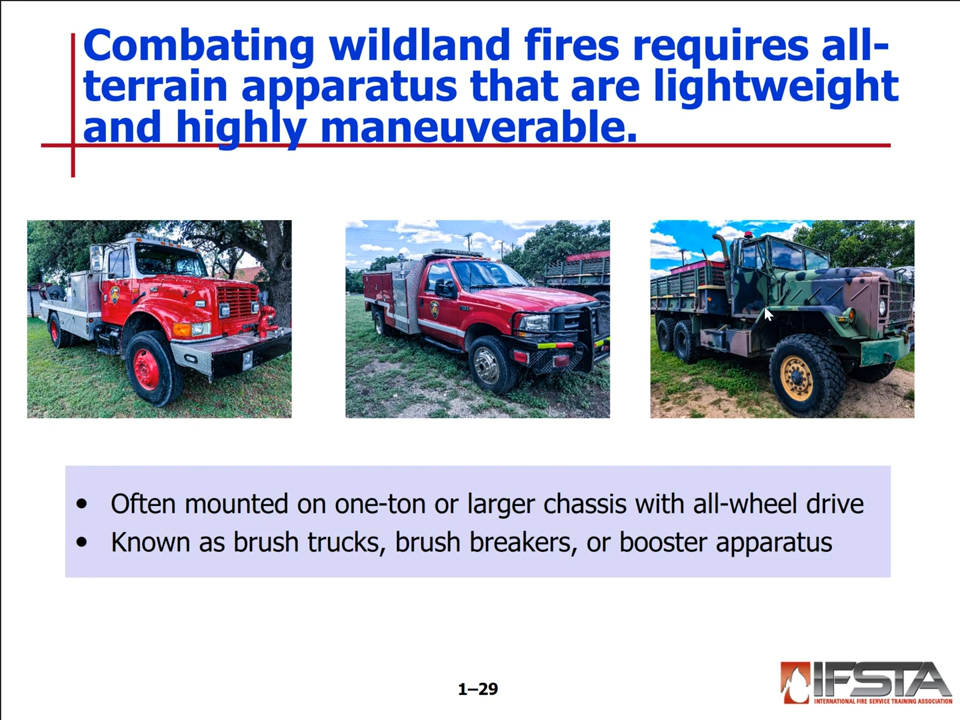 Combating wildland fires requires all-
terrain apparatus that are lightweight
and highly maneuverable.
• Often mounted on one-ton or larger chassis with all-wheel drive
• Known as brush trucks, brush breakers, or booster apparatus
1–29
IFSTA
INTERNATIONAL FIRE SERVICE TRAINING ASSOCIATION